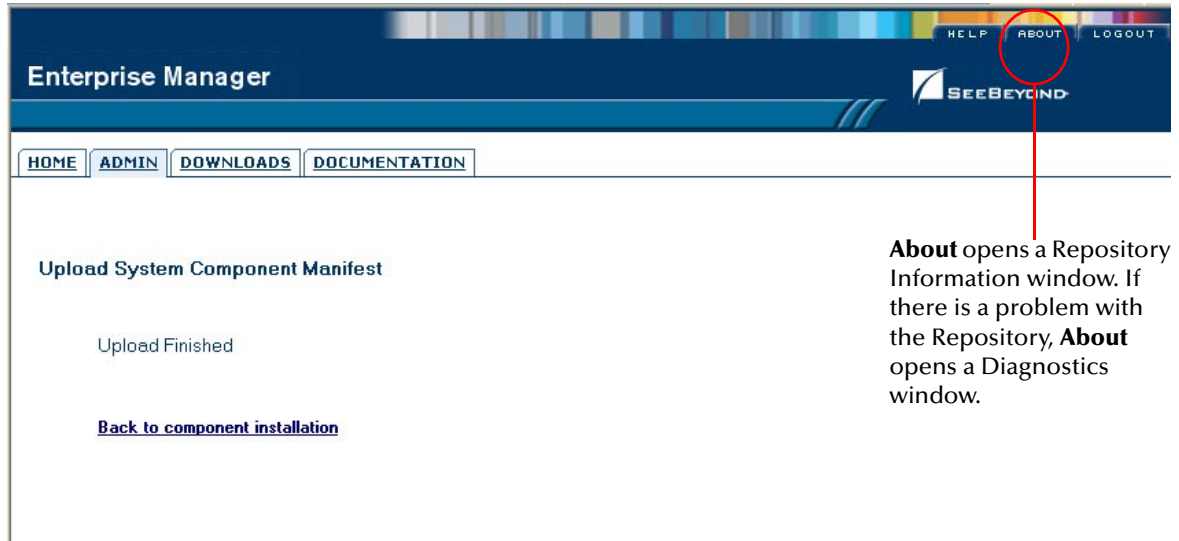 HELP ABOUT LOGOUT
Enterprise Manager
SEEBEYOND
HOME ADMIN DOWNLOADS DOCUMENTATION
About opens a Repository
Information window. If
there is a problem with
the Repository, About
opens a Diagnostics
window.
Upload System Component Manifest
Upload Finished
Back to component installation